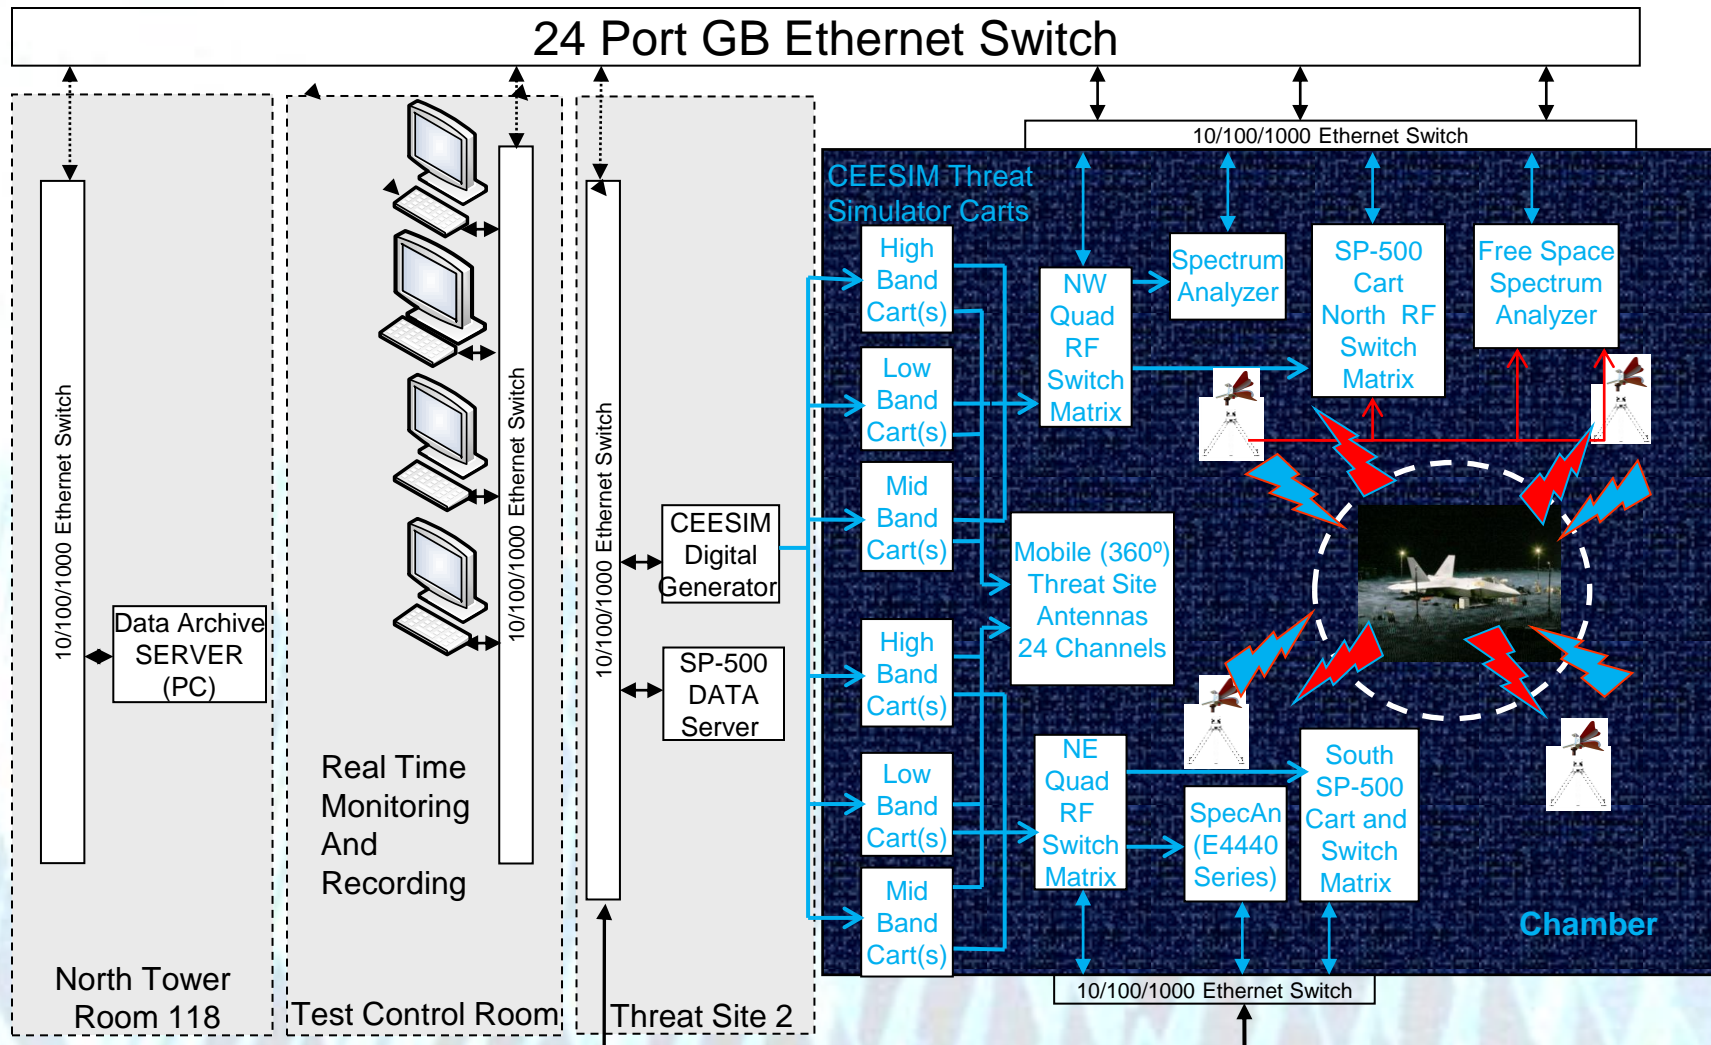 24 Port GB Ethernet Switch
10/100/1000 Ethernet Switch
Data Archive
SERVER
(PC)
North Tower
Room 118
10/100/1000 Ethernet Switch
Real Time
Monitoring
And
Recording
Test Control Room
10/100/1000 Ethernet Switch
CEESIM
Digital
Generator
SP-500
DATA
Server
Threat Site 2
10/100/1000 Ethernet Switch
CEESIM Threat
Simulator Carts
High
Band
Cart(s)
Low
Band
Cart(s)
Mid
Band
Cart(s)
High
Band
Cart(s)
Low
Band
Cart(s)
Mid
Band
Cart(s)
NW
Quad
RF
Switch
Matrix
Spectrum
Analyzer
SP-500
Cart
North RF
Switch
Matrix
Free Space
Spectrum
Analyzer
Mobile (360º)
Threat Site
Antennas
24 Channels
NE
Quad
RF
Switch
Matrix
SpecAn
(E4440
Series)
South
SP-500
Cart and
Switch
Matrix
Chamber
10/100/1000 Ethernet Switch